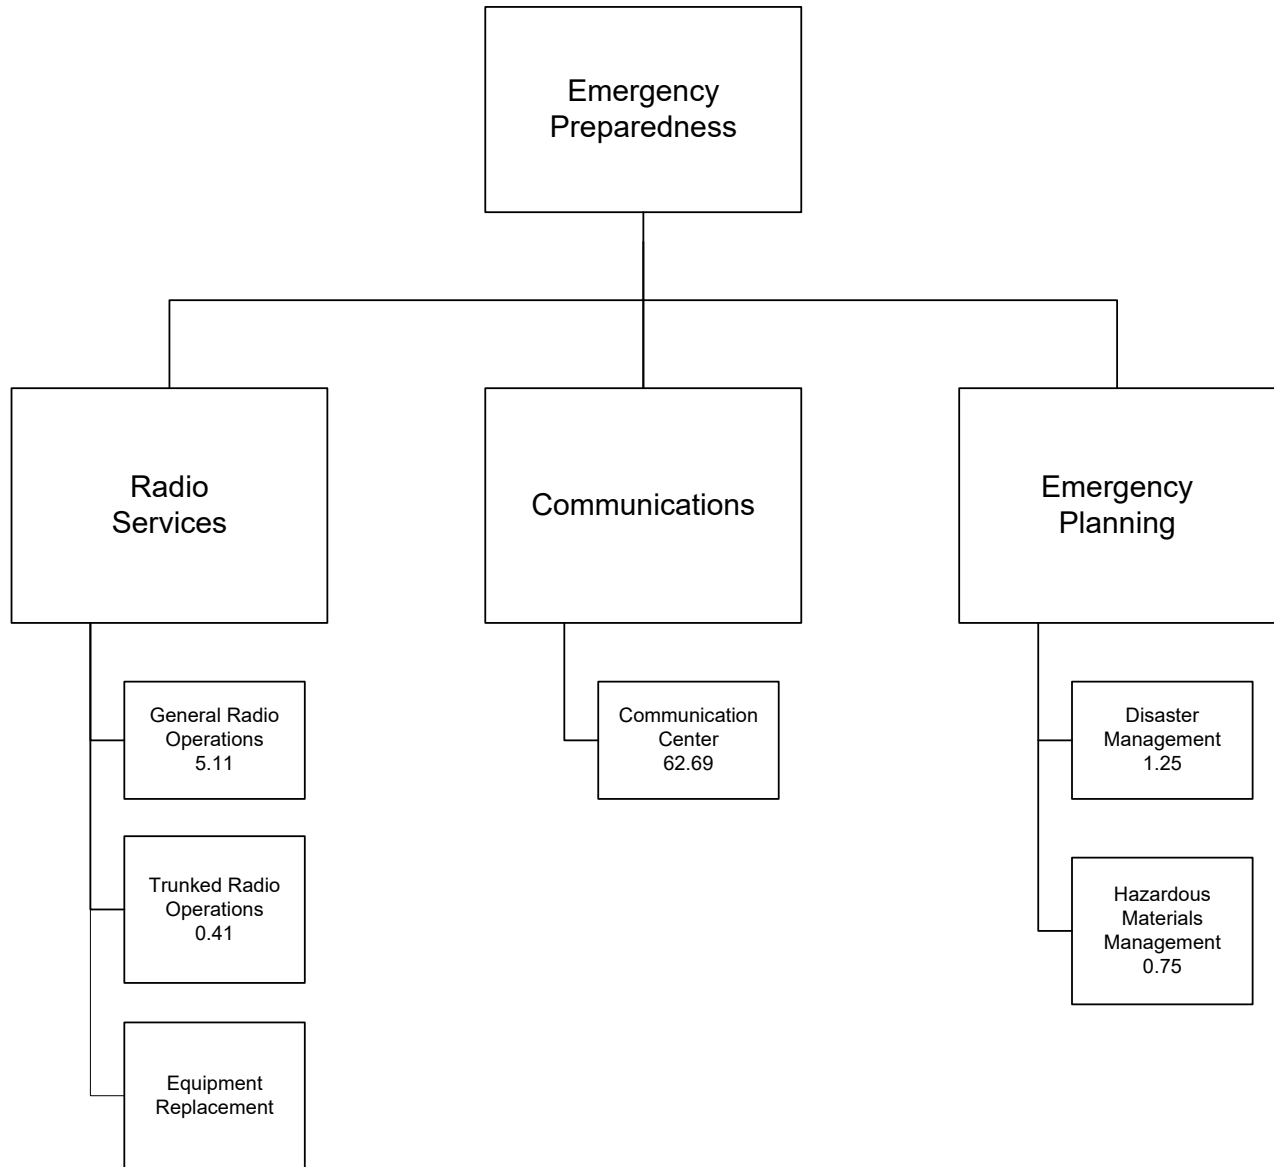 Emergency
Preparedness
Radio
Services
Communications
Emergency
Planning
General Radio
Operations
5.11
Communication
Center
62.69
Disaster
Management
1.25
Trunked Radio
Operations
0.41
Hazardous
Materials
Management
0.75
Equipment
Replacement